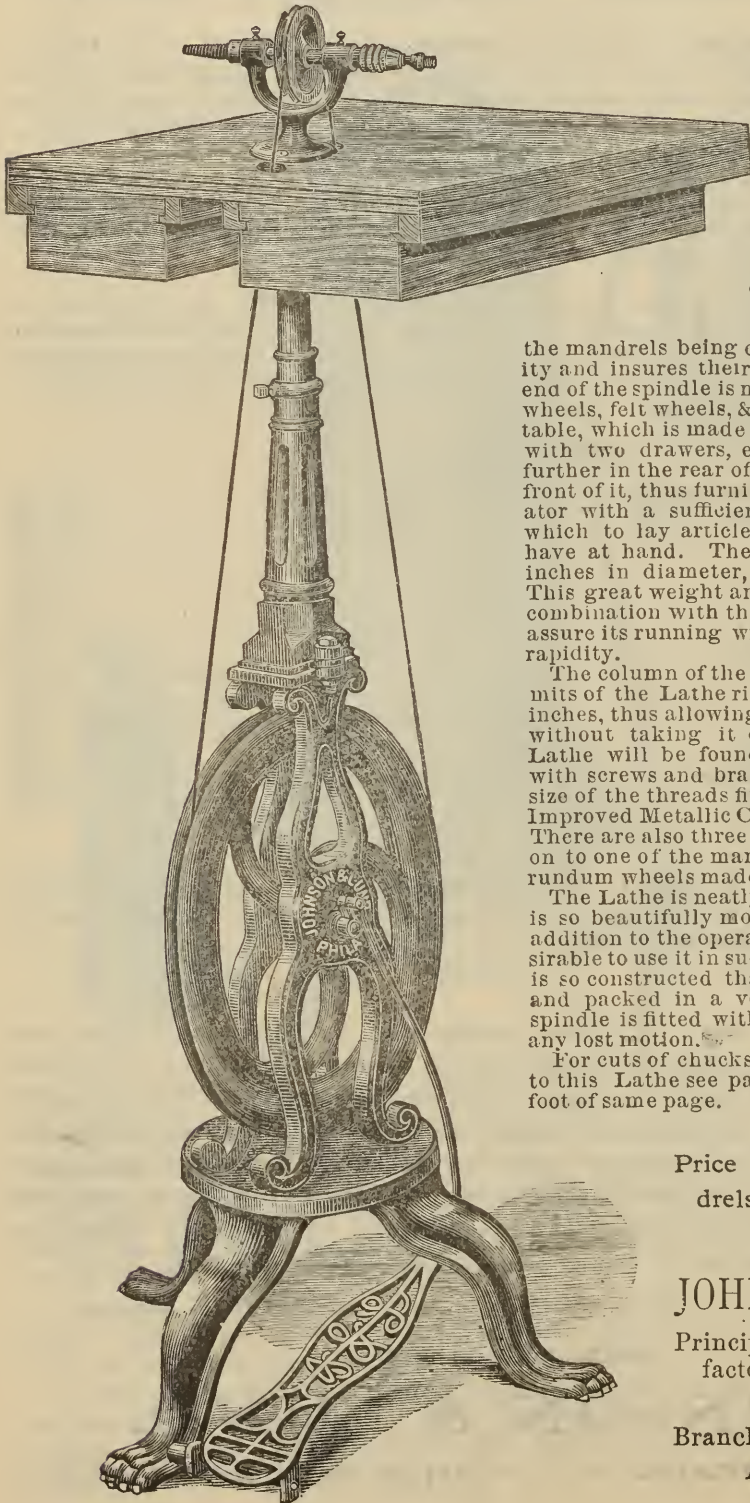 JOHNSON & LUND
PHILA
the mandrels being
ity and insures their
end of the spindle is
wheels, felt wheels, &
table, which is made
with two drawers,
further in the rear of
front of it, thus furni
ator with a sufficien
which to lay article
have at hand. The
inches in diameter,
This great weight an
combination with th
assure its running w
rapidity.
The column of the
mits of the Lathe ri
inches, thus allowing
without taking it
Lathe will be foun
with screws and bra
size of the threads fi
Improved Metallic C
There are also three
on to one of the man
rundum wheels made
The Lathe is neatl
is so beautifully mo
addition to the opera
sirable to use it in su
is so constructed tha
and packed in a v
spindle is fitted with
any lost motion.
For cuts of chucks
to this Lathe see pa
foot of same page.
Price
drels
JOH
Princi
facto
Branch